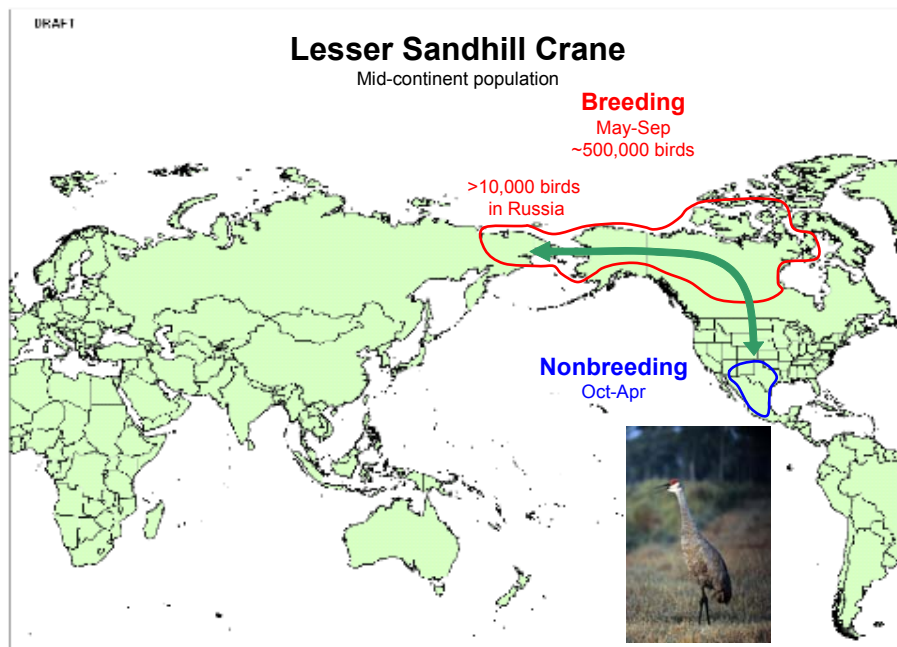 DRAFT
Lesser Sandhill Crane
Mid-continent population
Breeding
May-Sep
~500,000 birds
>10,000 birds
in Russia
Nonbreeding
Oct-Apr